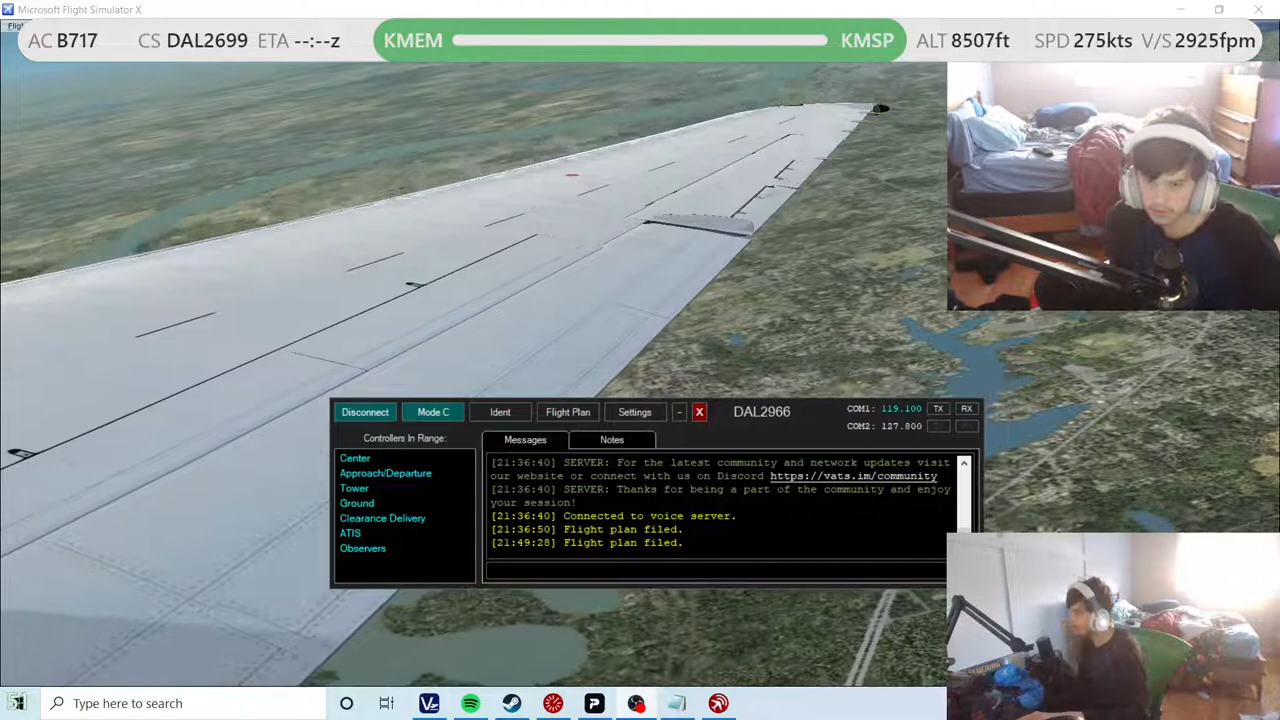 Microsoft Flight Simulator X
AC B717 CS DAL2699 ETA --:--z KMEM KMSP ALT 8507ft SPD 275kts V/S 2925fpm
Disconnect Mode C Ident Flight Plan Settings – X DAL2966 COM1: 119.100 TX RX
COM2: 127.800
Controllers In Range:
Center
Approach/Departure
Tower
Ground
Clearance Delivery
ATIS
Observers
Messages Notes
[21:36:40] SERVER: For the latest community and network updates visit
our website or connect with us on Discord https://vats.im/community
[21:36:40] SERVER: Thanks for being a part of the community and enjoy
your session!
[21:36:40] Connected to voice server.
[21:36:50] Flight plan filed.
[21:49:28] Flight plan filed.
Type here to search